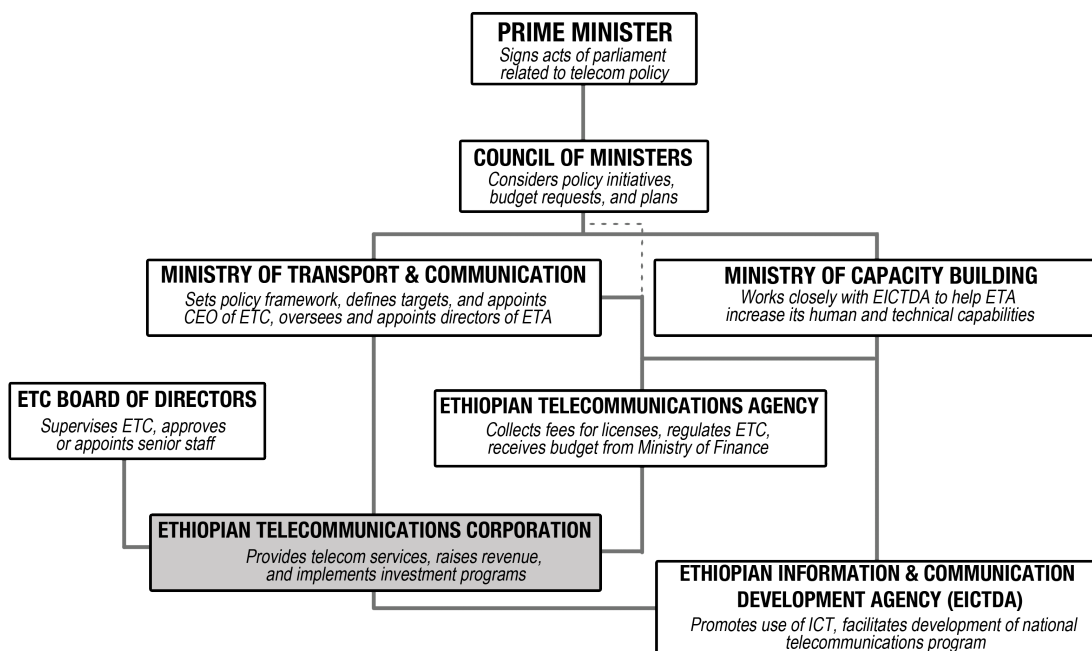 PRIME MINISTER
Signs acts of parliament
related to telecom policy
COUNCIL OF MINISTERS
Considers policy initiatives,
budget requests, and plans
MINISTRY OF TRANSPORT & COMMUNICATION
Sets policy framework, defines targets, and appoints
CEO of ETC, oversees and appoints directors of ETA
MINISTRY OF CAPACITY BUILDING
Works closely with EICTDA to help ETA
increase its human and technical capabilities
ETC BOARD OF DIRECTORS
Supervises ETC, approves
or appoints senior staff
ETHIOPIAN TELECOMMUNICATIONS AGENCY
Collects fees for licenses, regulates ETC,
receives budget from Ministry of Finance
ETHIOPIAN TELECOMMUNICATIONS CORPORATION
Provides telecom services, raises revenue,
and implements investment programs
ETHIOPIAN INFORMATION & COMMUNICATION
DEVELOPMENT AGENCY (EICTDA)
Promotes use of ICT, facilitates development of national
telecommunications program